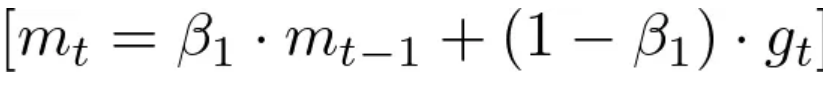 [m_t = β_1 · m_{t−1} + (1 − β_1) · g_t]